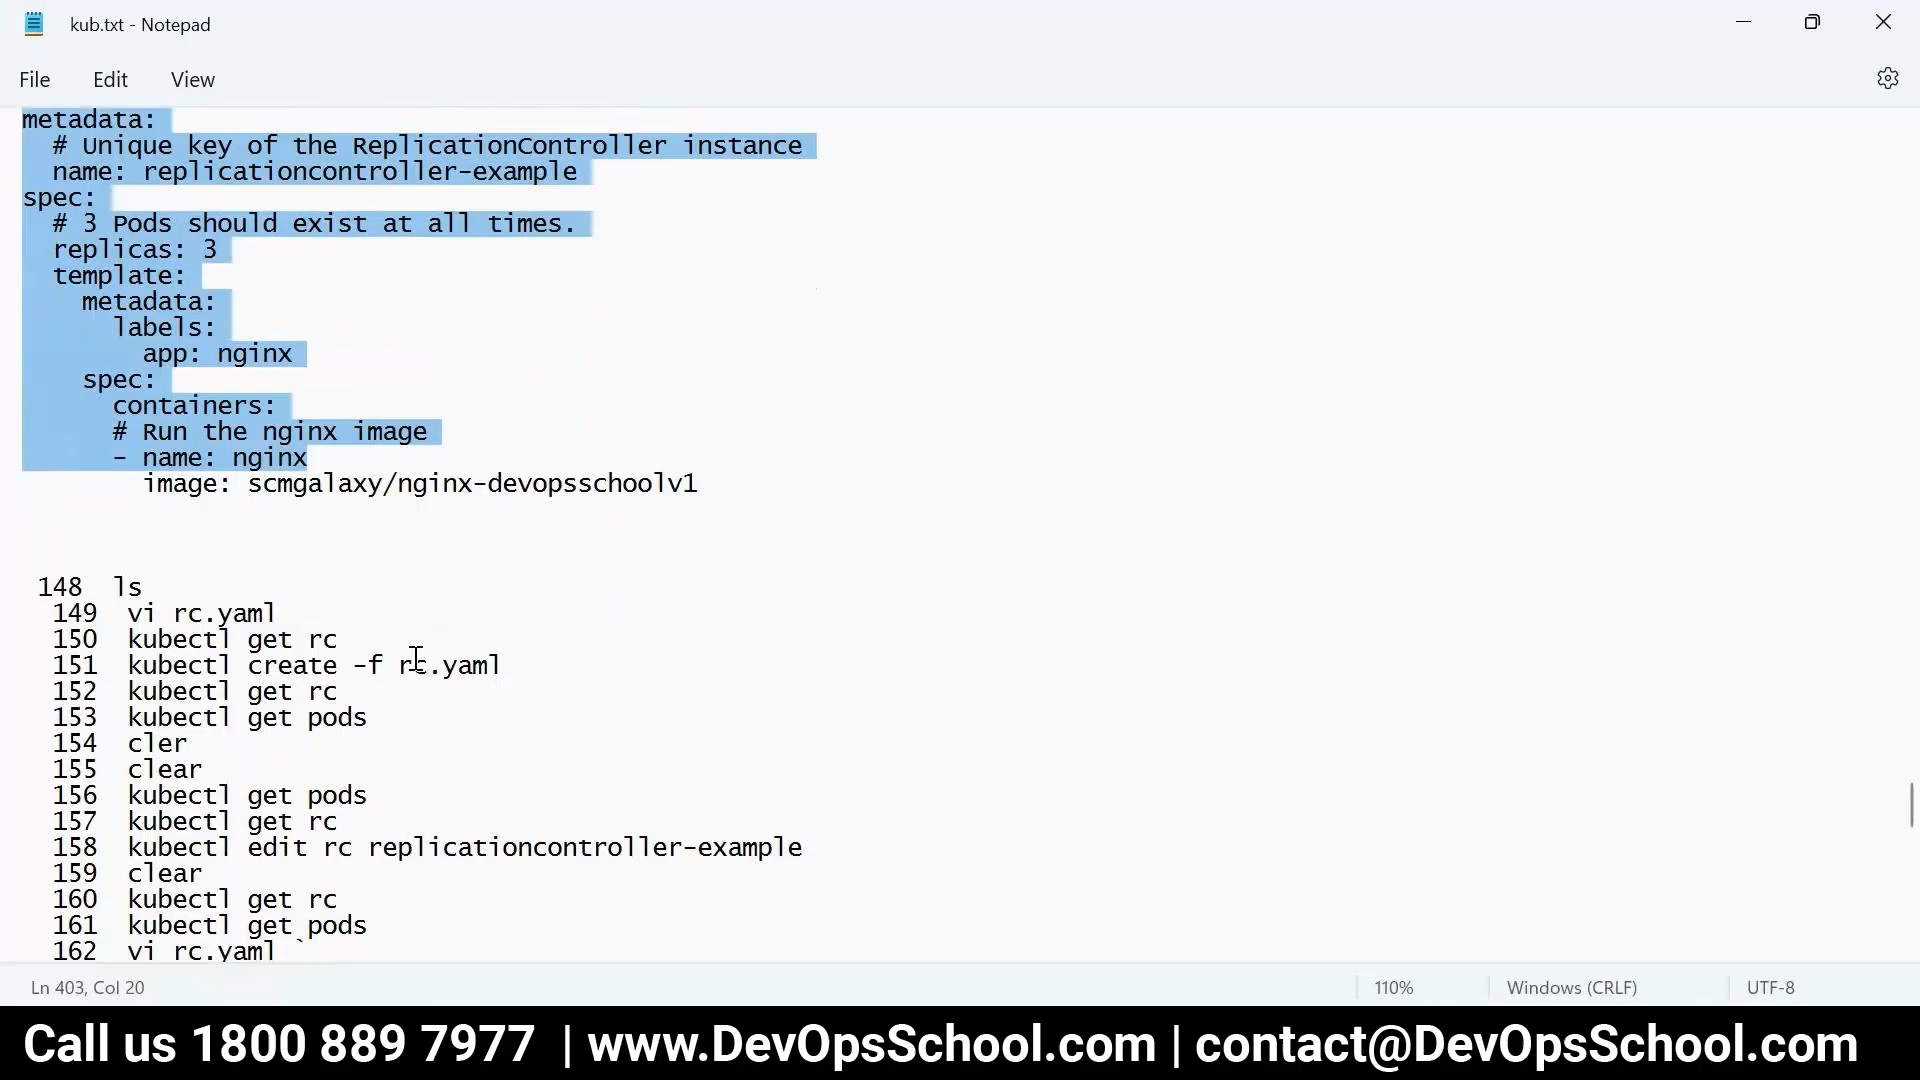 kub.txt - Notepad
File Edit View
metadata:
  # Unique key of the ReplicationController instance
  name: replicationcontroller-example
spec:
  # 3 Pods should exist at all times.
  replicas: 3
  template:
    metadata:
      labels:
        app: nginx
    spec:
      containers:
      # Run the nginx image
      - name: nginx
        image: scmgalaxy/nginx-devopsschoolv1
 148  ls
  149  vi rc.yaml
  150  kubectl get rc
  151  kubectl create -f rc.yaml
  152  kubectl get rc
  153  kubectl get pods
  154  cler
  155  clear
  156  kubectl get pods
  157  kubectl get rc
  158  kubectl edit rc replicationcontroller-example
  159  clear
  160  kubectl get rc
  161  kubectl get pods
  162  vi rc.yaml `
Ln 403, Col 20 110% Windows (CRLF) UTF-8
Call us 1800 889 7977 | www.DevOpsSchool.com | contact@DevOpsSchool.com